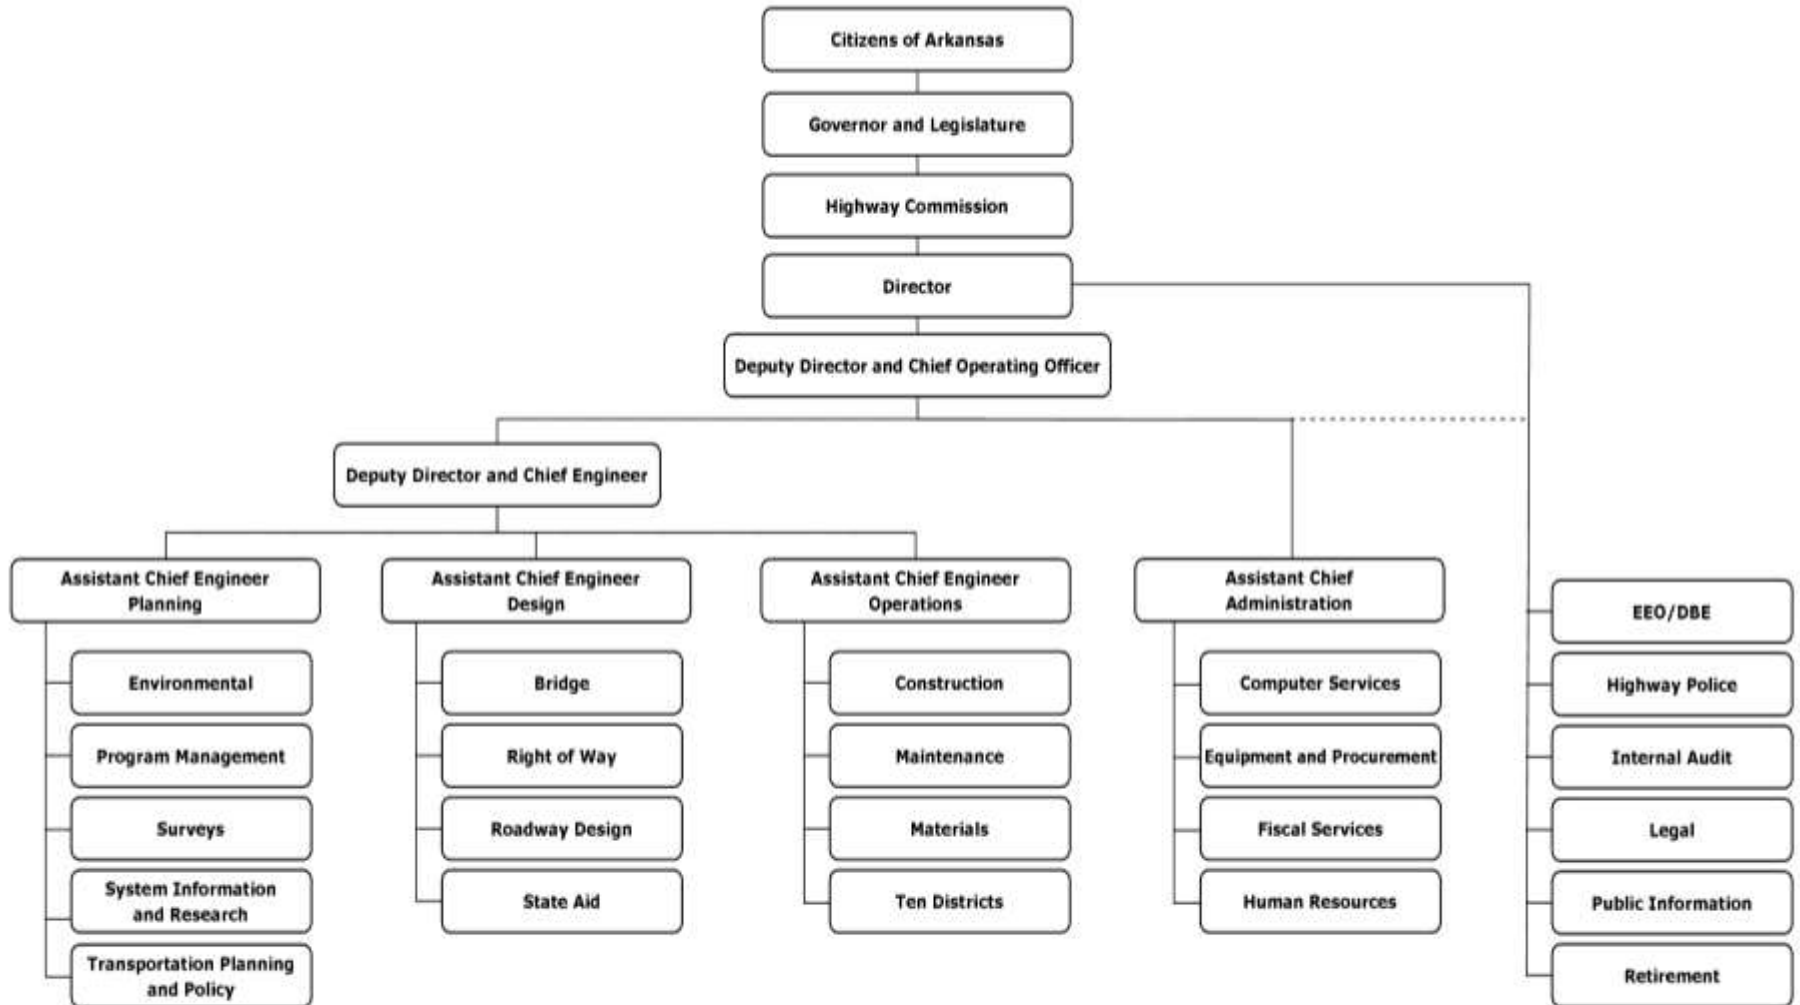 Citizens of Arkansas
Governor and Legislature
Highway Commission
Director
Deputy Director and Chief Operating Officer
Deputy Director and Chief Engineer
Assistant Chief Engineer
Planning
Environmental
Program Management
Surveys
System Information
and Research
Transportation Planning
and Policy
Assistant Chief Engineer
Design
Bridge
Right of Way
Roadway Design
State Aid
Assistant Chief Engineer
Operations
Construction
Maintenance
Materials
Ten Districts
Assistant Chief
Administration
Computer Services
Equipment and Procurement
Fiscal Services
Human Resources
EEO/DBE
Highway Police
Internal Audit
Legal
Public Information
Retirement